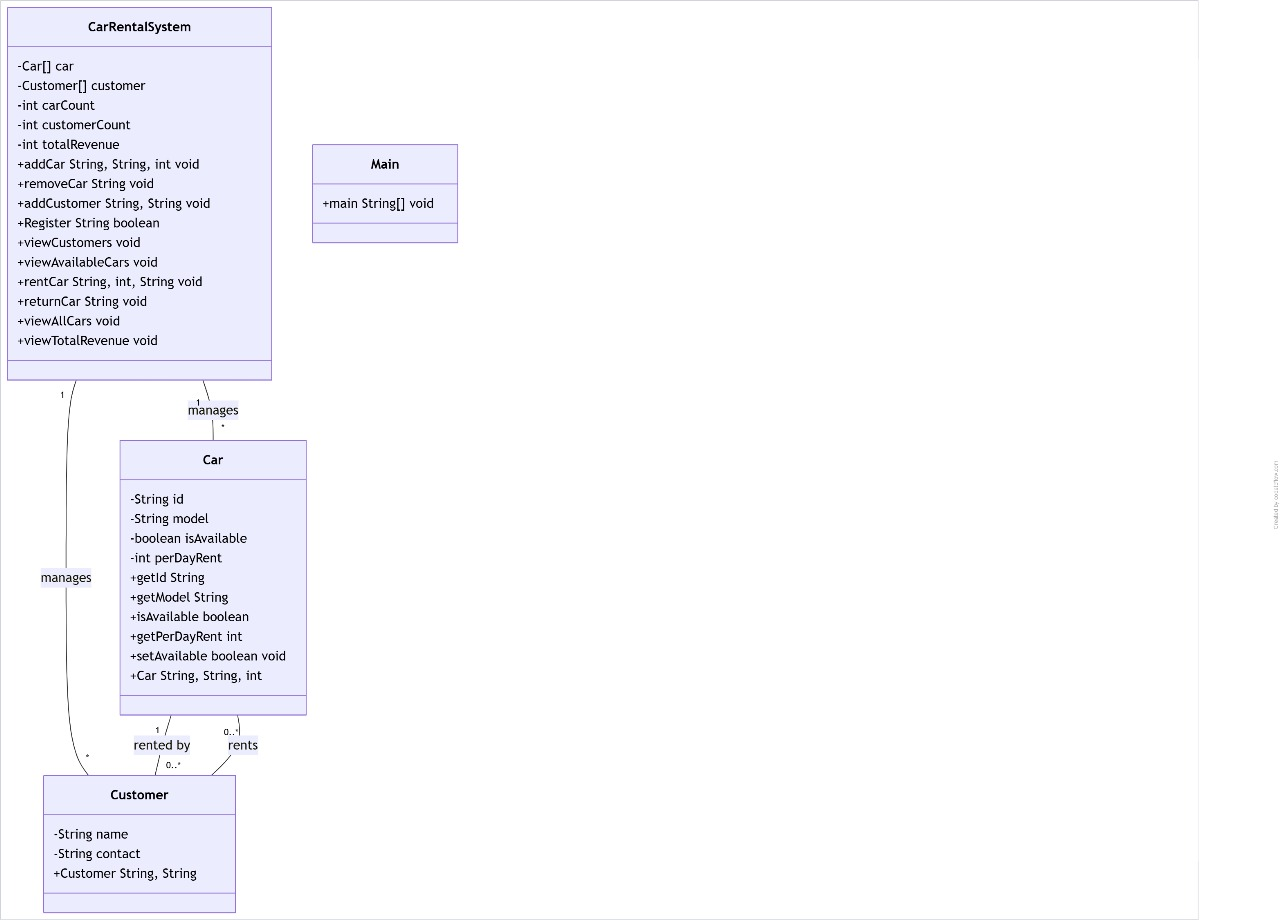 CarRentalSystem
-Car[] car
-Customer[] customer
-int carCount
-int customerCount
-int totalRevenue
+addCar String, String, int void
+removeCar String void
+addCustomer String, String void
+Register String boolean
+viewCustomers void
+viewAvailableCars void
+rentCar String, int, String void
+returnCar String void
+viewAllCars void
+viewTotalRevenue void
Main
+main String[] void
1
1
manages
*
Car
-String id
-String model
-boolean isAvailable
-int perDayRent
+getId String
+getModel String
+isAvailable boolean
+getPerDayRent int
+setAvailable boolean void
+Car String, String, int
manages
1
0..*
rented by
rents
*
0..*
Customer
-String name
-String contact
+Customer String, String
Created by